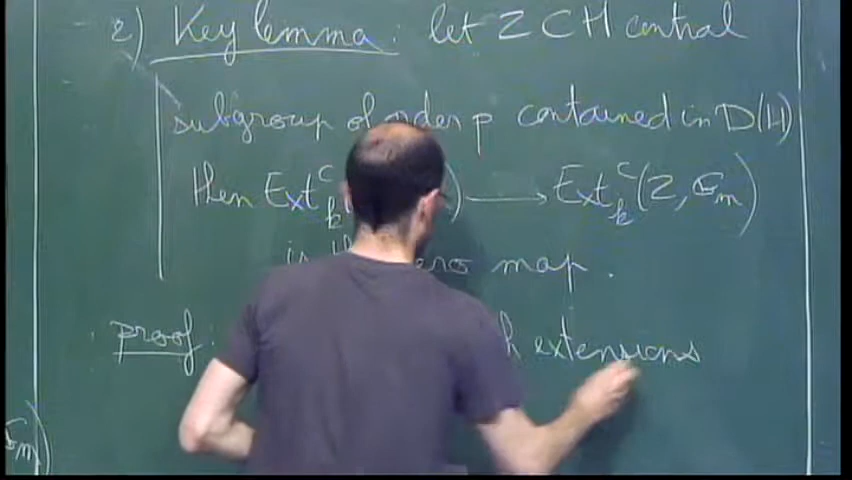 2) Key lemma : let Z ⊂ H central
subgroup of order p contained in D(H)
then Ext^c_k( ) → Ext^c_k(Z, G_m)
is zero map.
proof : extensions
G_m)